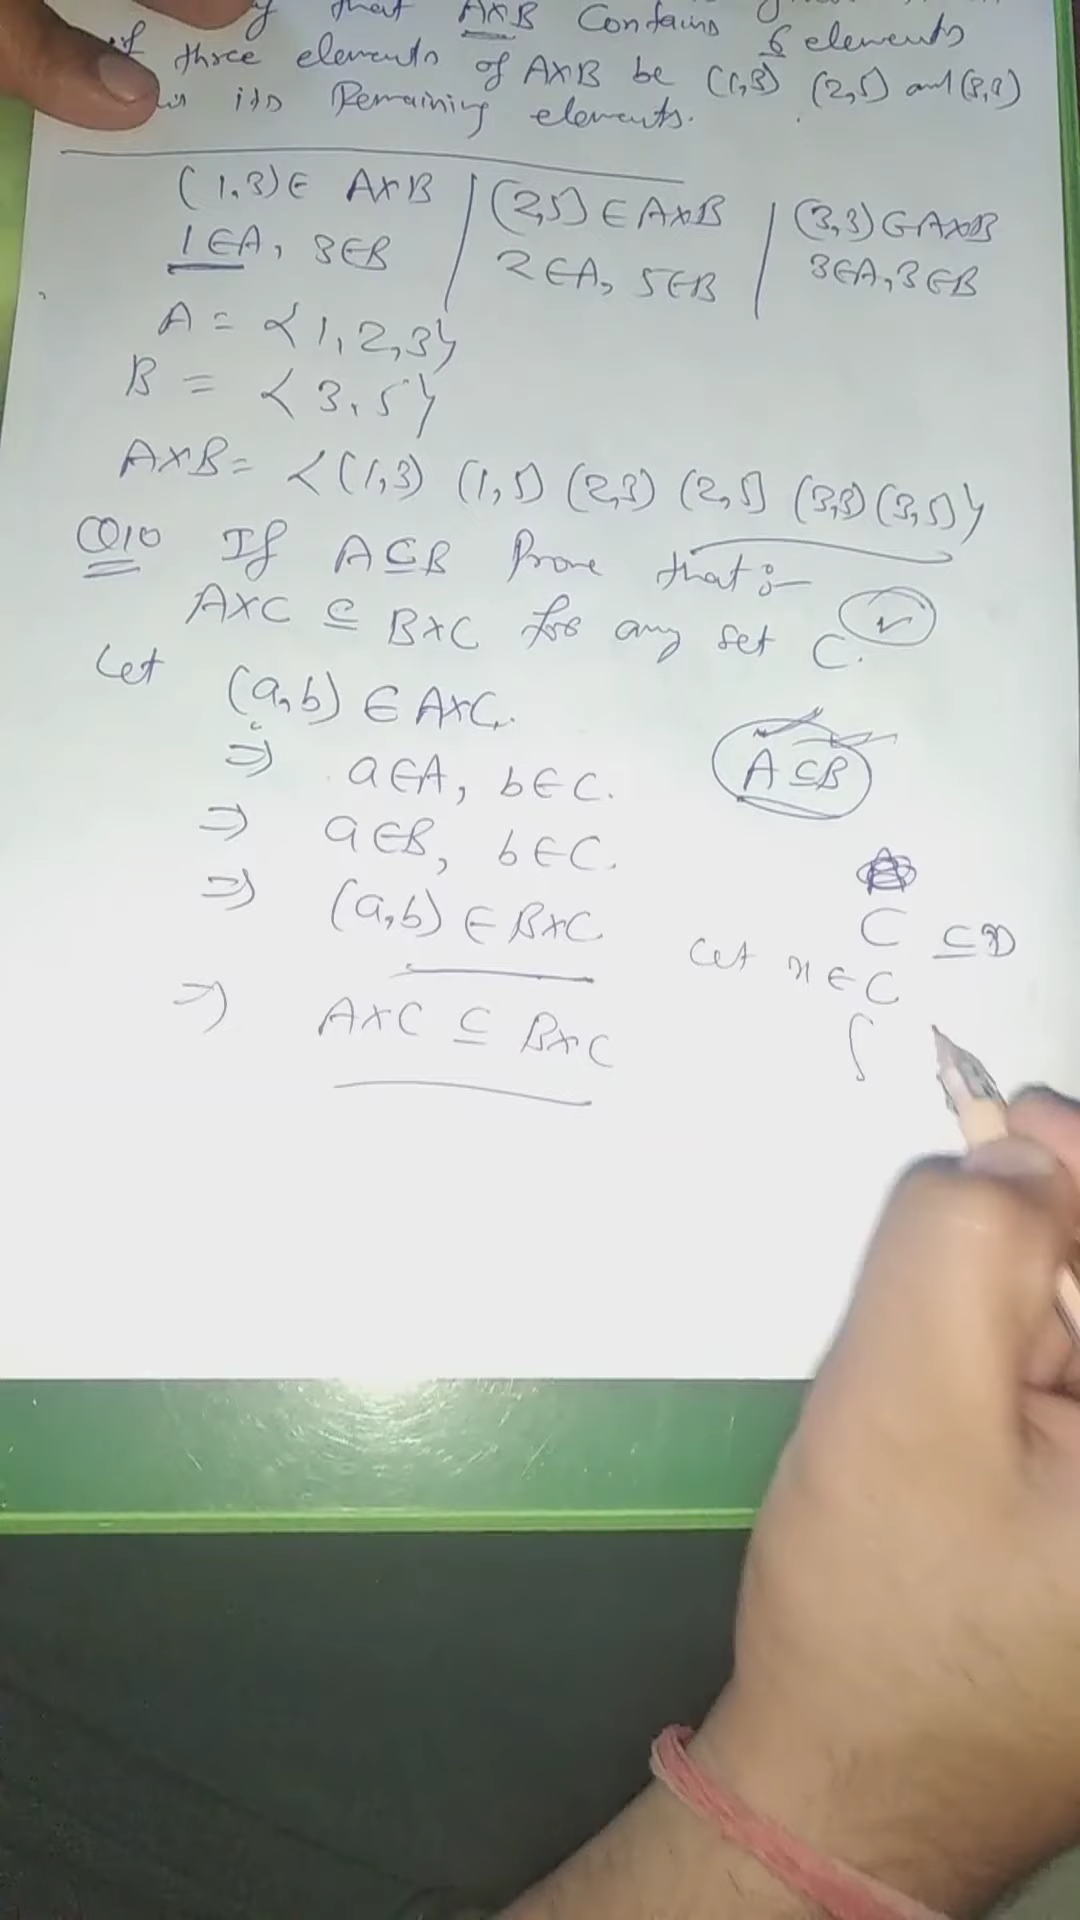 that A×B Contains 6 elements
if three elements of A×B be (1,3) (2,5) and (3,3)
its Remaining elements.
(1,3) ∈ A×B | (2,5) ∈ A×B | (3,3) ∈ A×B
1 ∈ A, 3 ∈ B | 2 ∈ A, 5 ∈ B | 3 ∈ A, 3 ∈ B
A = {1,2,3}
B = {3,5}
A×B = {(1,3) (1,5) (2,3) (2,5) (3,3) (3,5)}
Q10 If A ⊆ B Prove that :-
A×C ⊆ B×C for any set C.
Let (a,b) ∈ A×C.
⇒ a ∈ A, b ∈ C.
A ⊆ B
⇒ a ∈ B, b ∈ C.
⇒ (a,b) ∈ B×C
⇒ A×C ⊆ B×C
C ⊆ D
Let x ∈ C